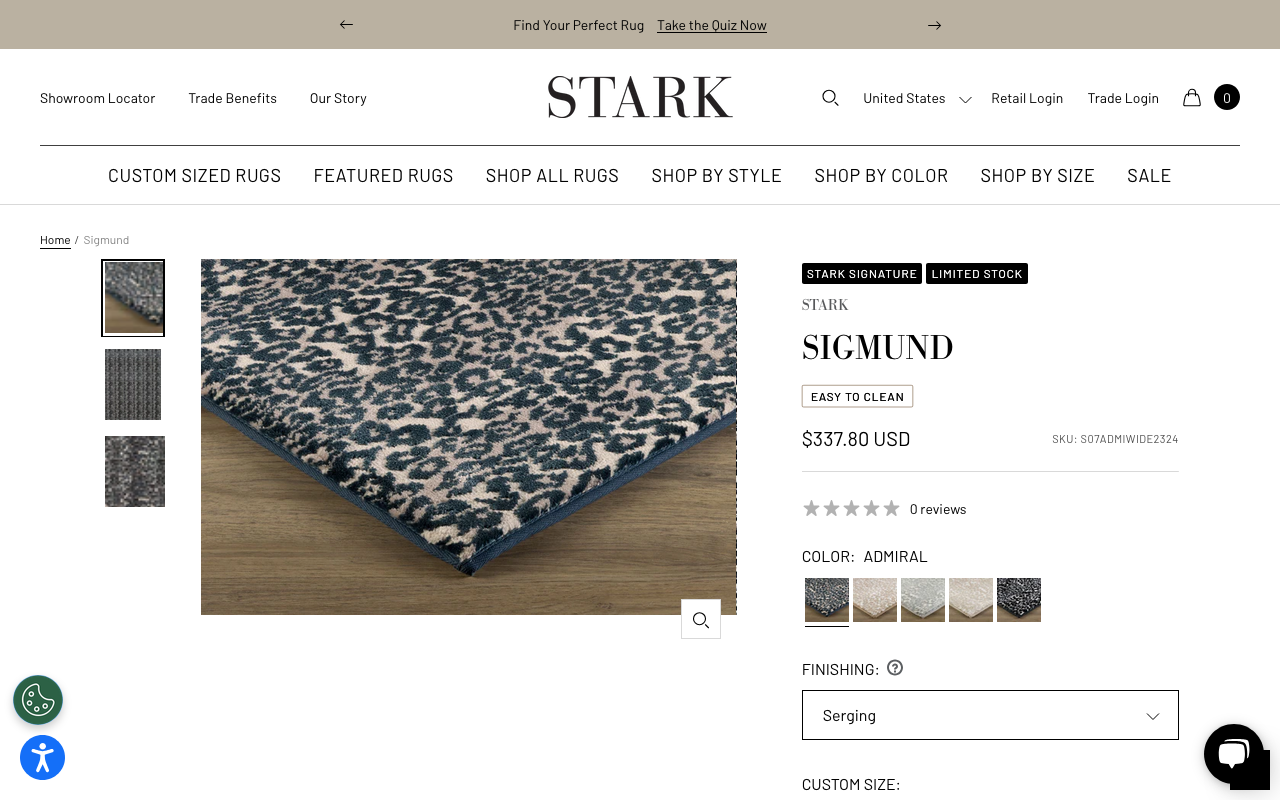 Find Your Perfect Rug Take the Quiz Now
Showroom Locator Trade Benefits Our Story STARK United States Retail Login Trade Login 0
CUSTOM SIZED RUGS FEATURED RUGS SHOP ALL RUGS SHOP BY STYLE SHOP BY COLOR SHOP BY SIZE SALE
Home / Sigmund
STARK SIGNATURE LIMITED STOCK
STARK
SIGMUND
EASY TO CLEAN
$337.80 USD SKU: S07ADMIWIDE2324
0 reviews
COLOR: ADMIRAL
FINISHING: ?
Serging
CUSTOM SIZE: